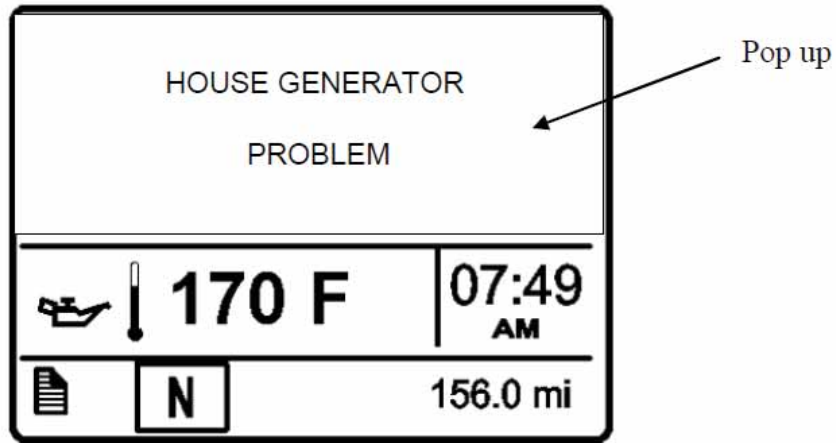 HOUSE GENERATOR
PROBLEM
Pop up
170 F
07:49
AM
N
156.0 mi